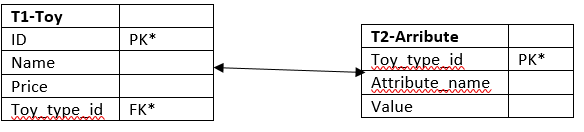 T1-Toy
ID PK*
Name
Price
Toy_type_id FK*
T2-Arribute
Toy_type_id PK*
Attribute_name
Value